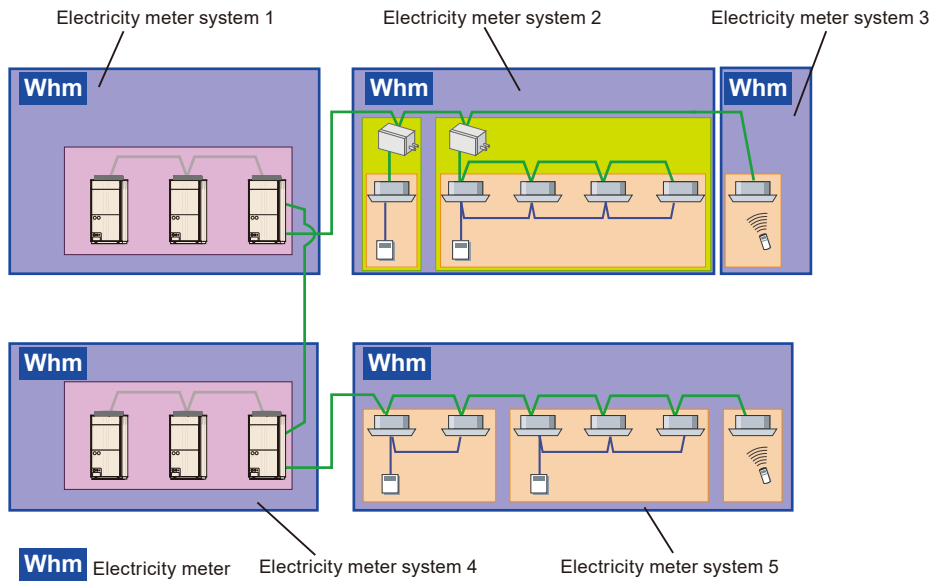 Electricity meter system 1
Electricity meter system 2
Electricity meter system 3
Whm
Whm
Whm
Whm
Whm
Whm Electricity meter
Electricity meter system 4
Electricity meter system 5